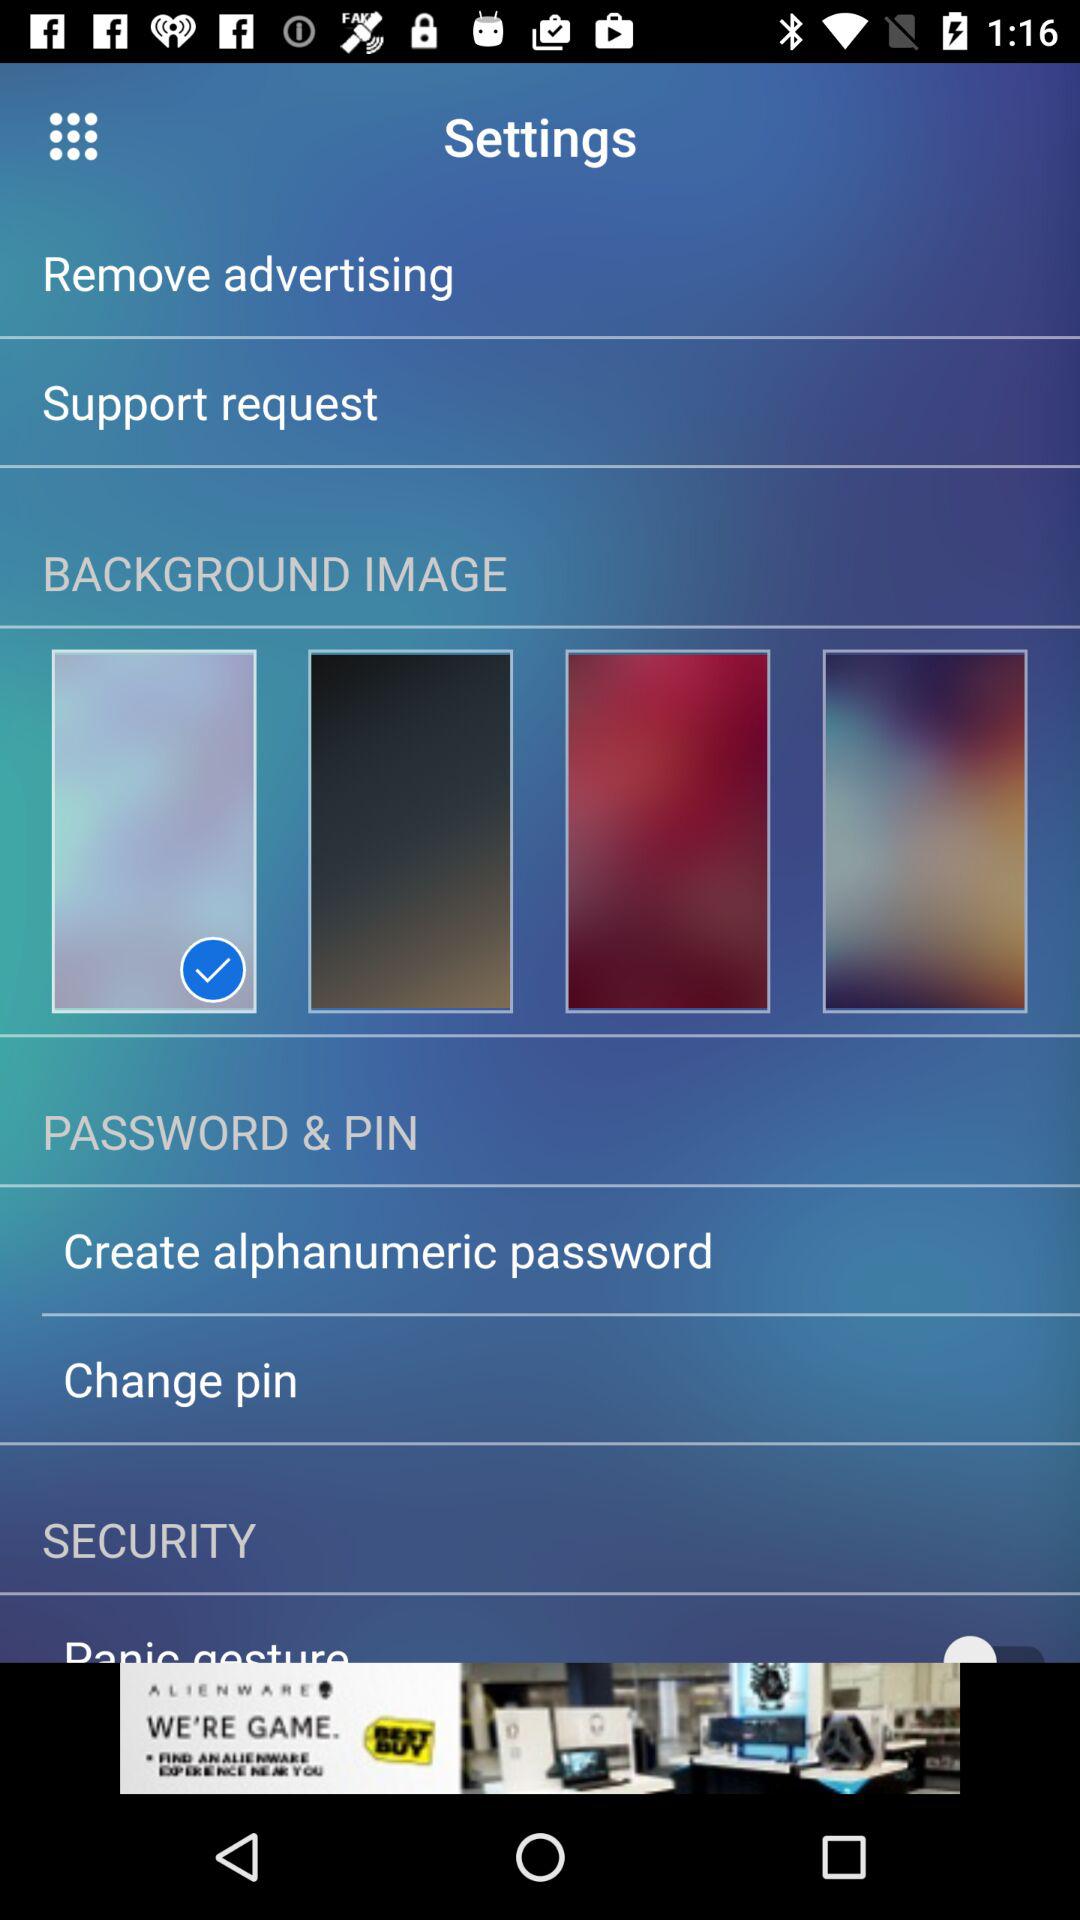 FAKE
1:16
Settings
Remove advertising
Support request
BACKGROUND IMAGE
PASSWORD & PIN
Create alphanumeric password
Change pin
SECURITY
Panic gesture
ALIENWARE
WE'RE GAME.
BEST BUY
• FIND AN ALIENWARE
EXPERIENCE NEAR YOU